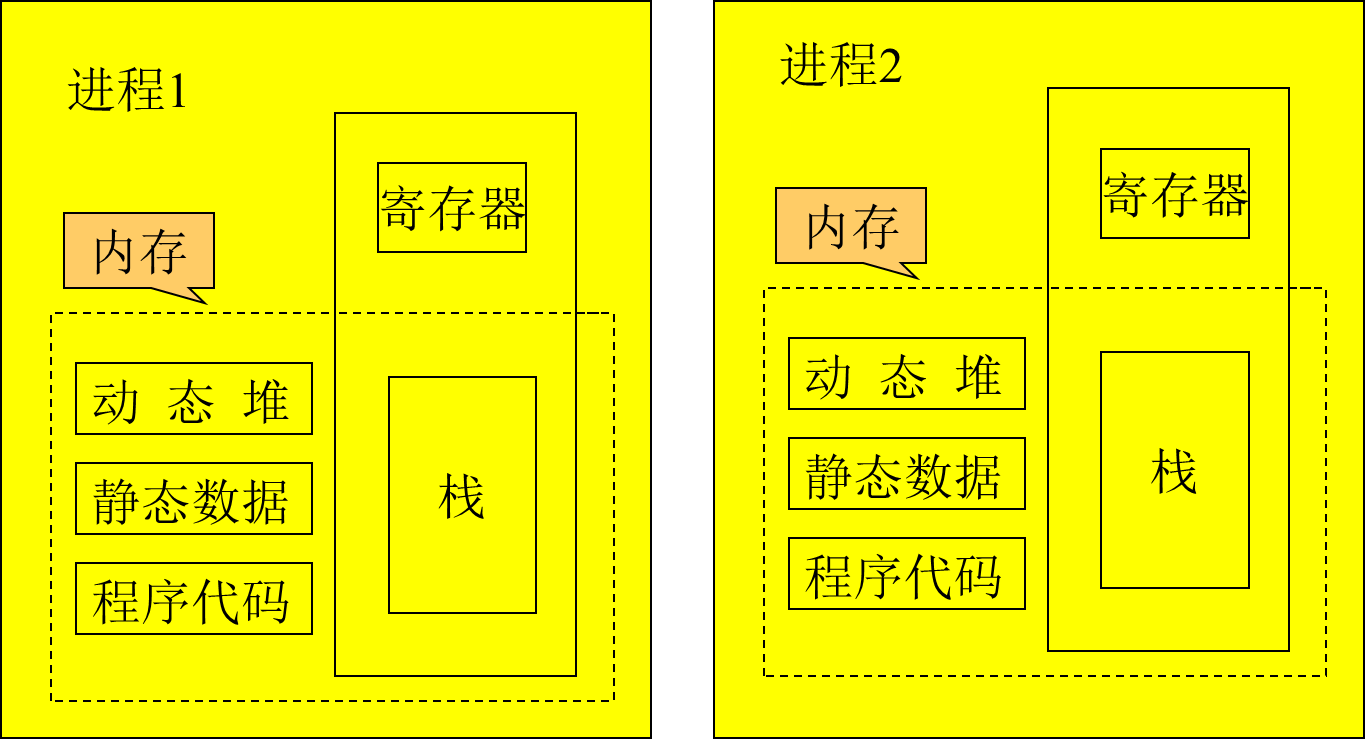 进程1
寄存器
内存
动 态 堆
静态数据
程序代码
栈
进程2
寄存器
内存
动 态 堆
静态数据
程序代码
栈